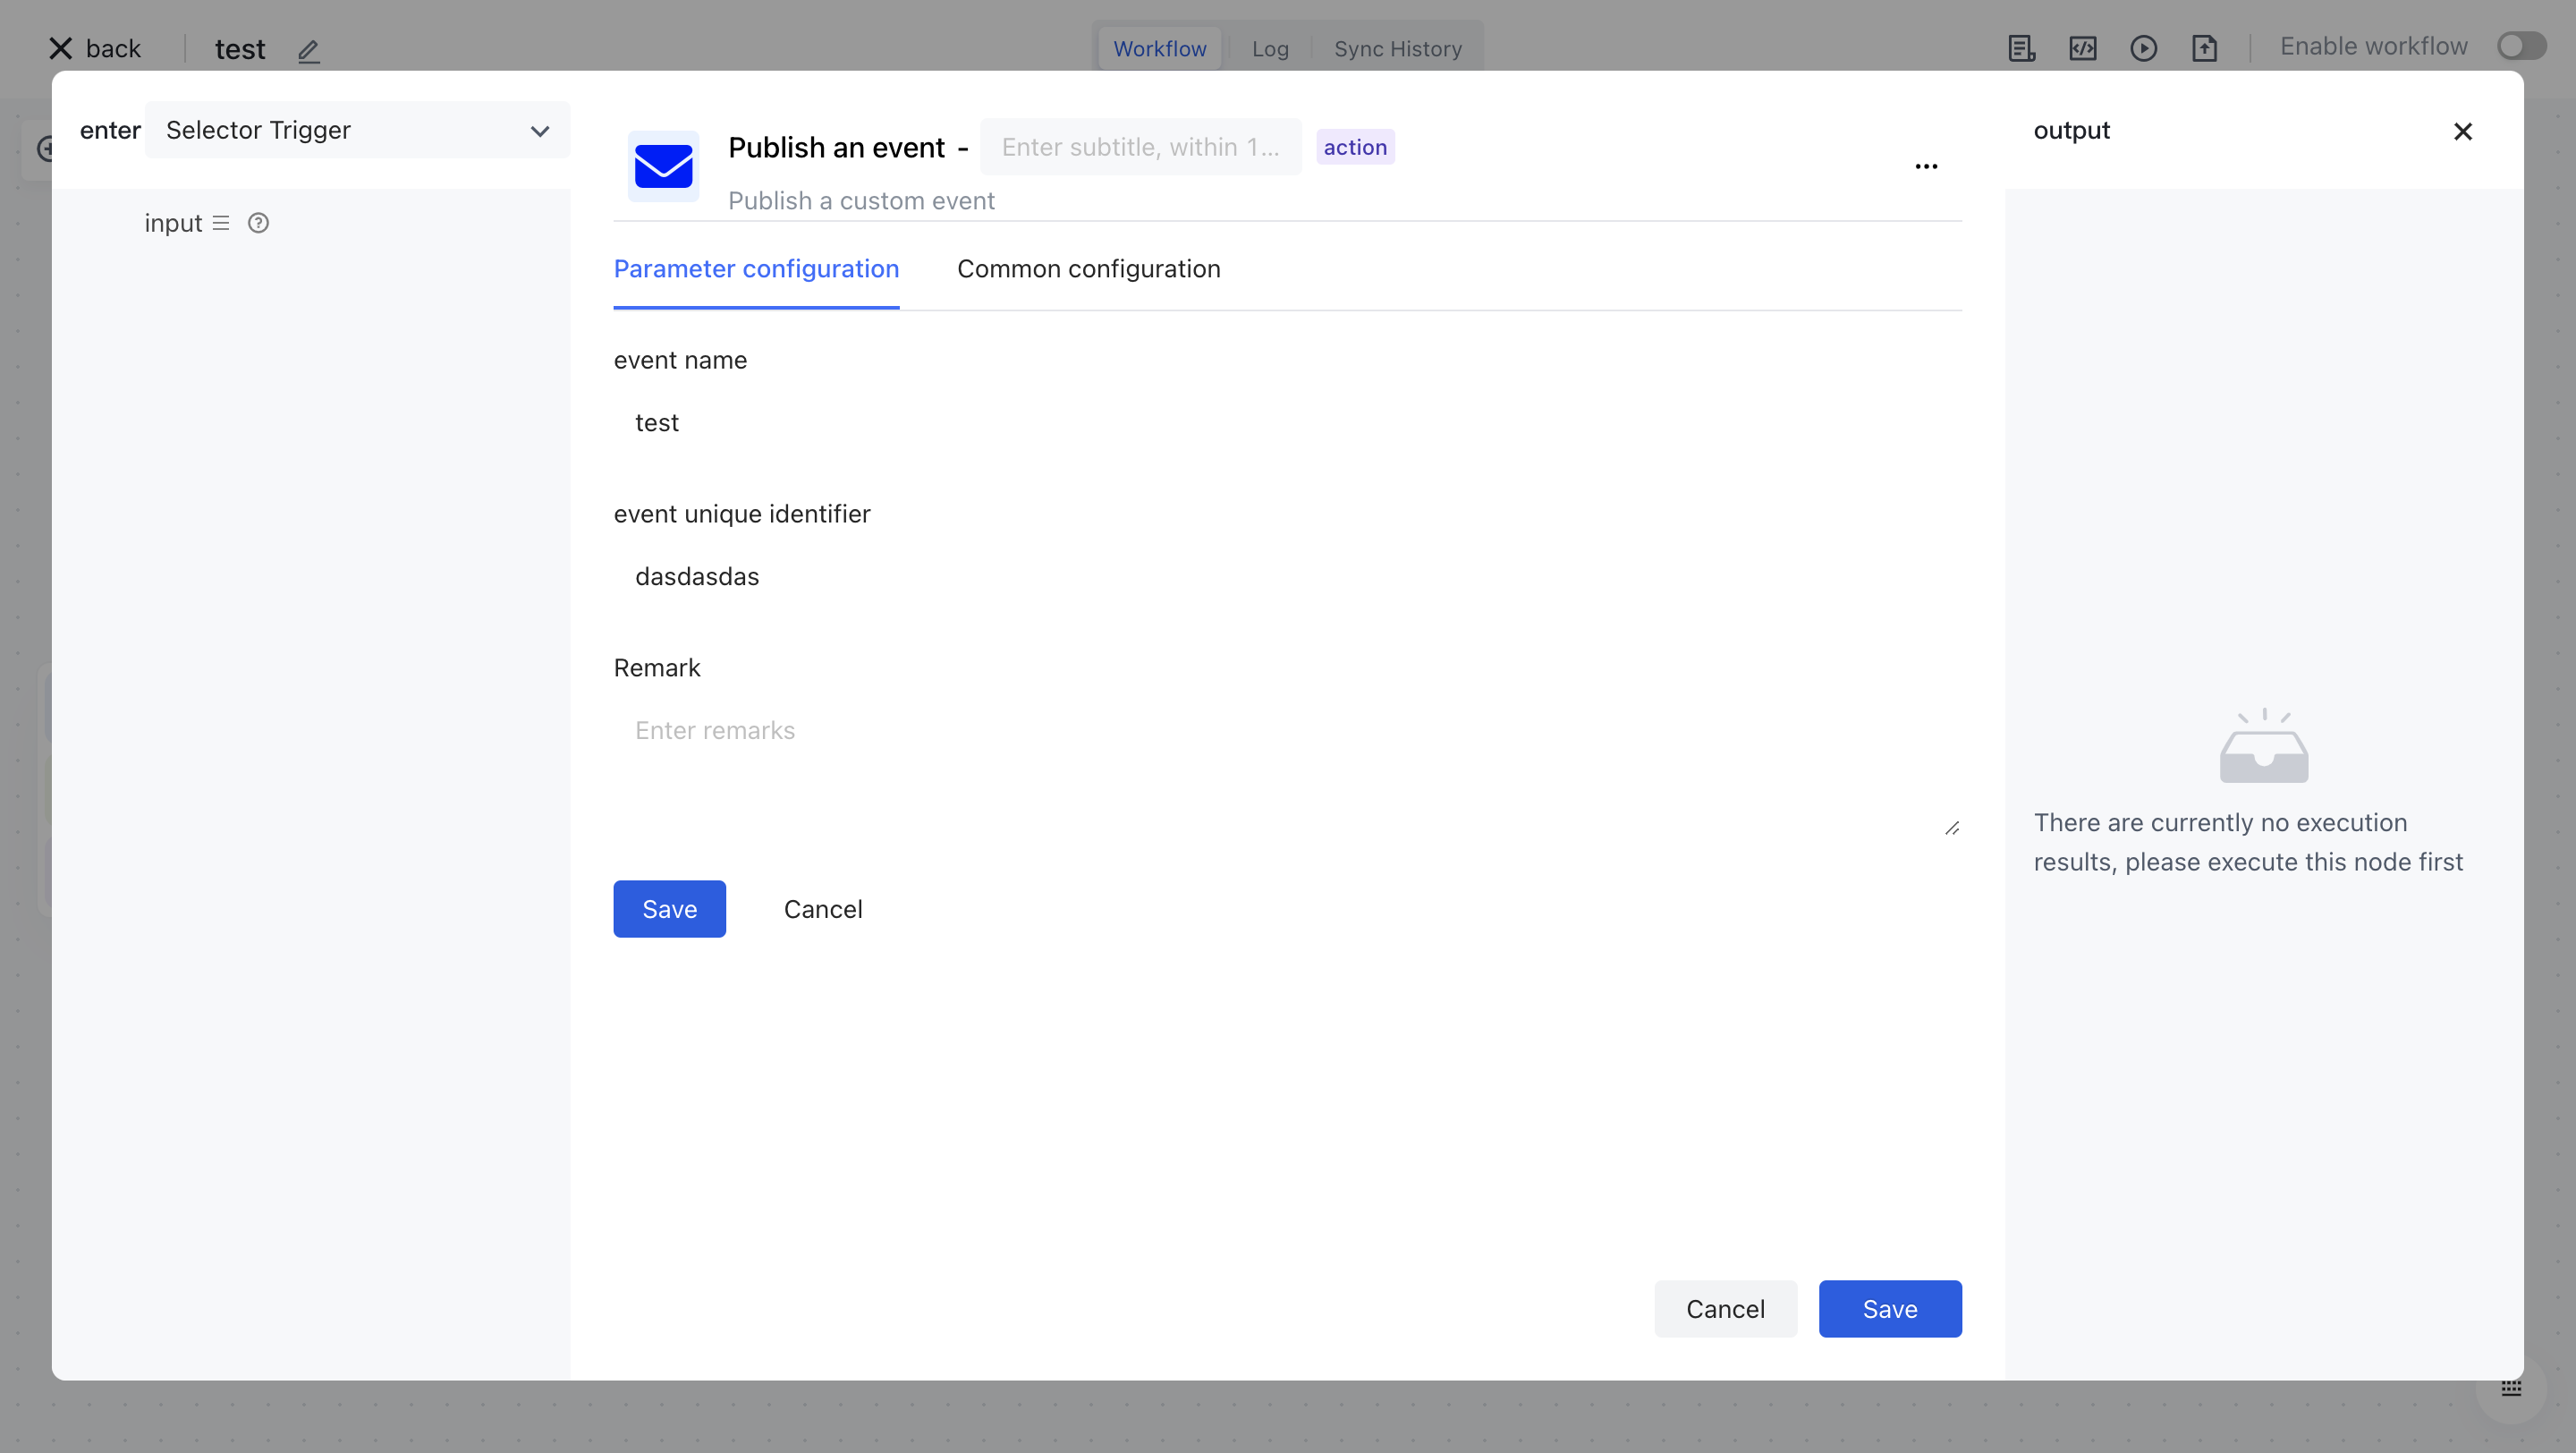 back
test
Workflow
Log
Sync History
Enable workflow
enter
Selector Trigger
input
Publish an event -
Enter subtitle, within 1...
action
Publish a custom event
Parameter configuration
Common configuration
event name
test
event unique identifier
dasdasdas
Remark
Enter remarks
Save
Cancel
Cancel
Save
output
There are currently no execution
results, please execute this node first